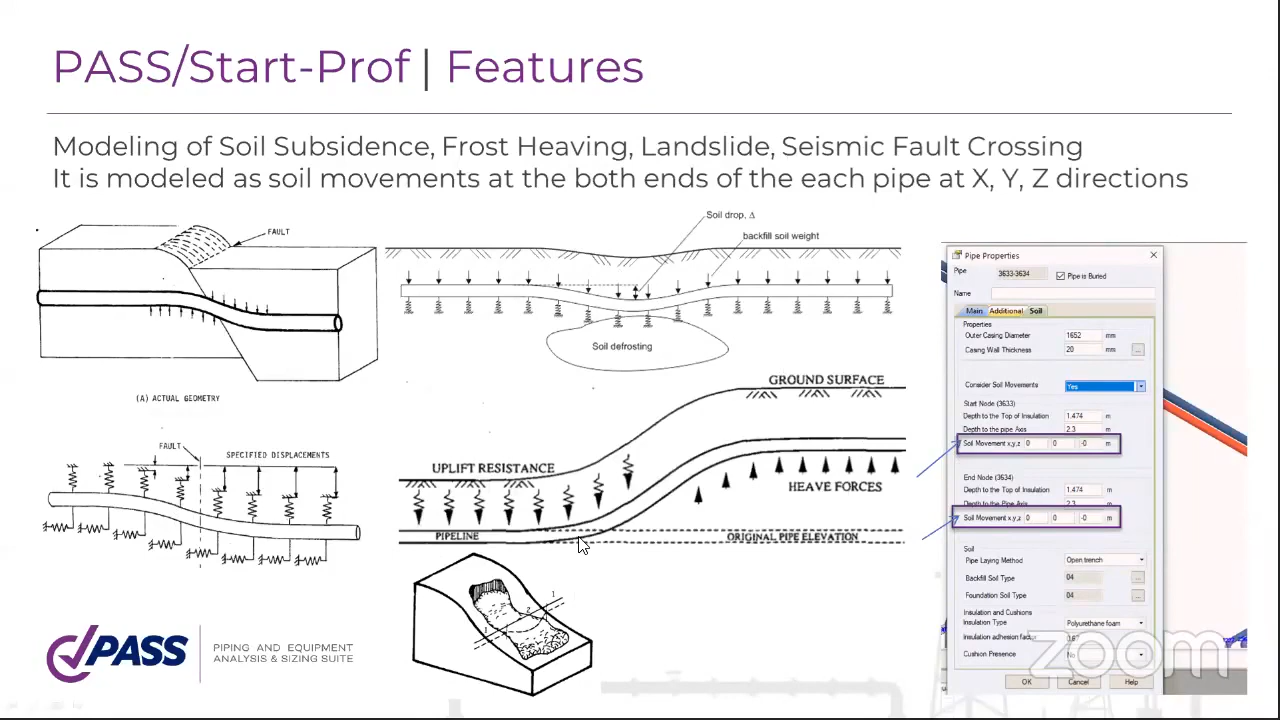 PASS/Start-Prof | Features
Modeling of Soil Subsidence, Frost Heaving, Landslide, Seismic Fault Crossing
It is modeled as soil movements at the both ends of the each pipe at X, Y, Z directions
FAULT
(A) ACTUAL GEOMETRY
FAULT
SPECIFIED DISPLACEMENTS
Soil drop, Δ
backfill soil weight
Soil defrosting
GROUND SURFACE
UPLIFT RESISTANCE
HEAVE FORCES
PIPELINE
ORIGINAL PIPE ELEVATION
1
2
1
Pipe Properties
Pipe 3633-3634 Pipe is Buried
Name
Main Additional Soil
Properties
Outer Casing Diameter 1652 mm
Casing Wall Thickness 20 mm ...
Consider Soil Movements Yes
Start Node (3633)
Depth to the Top of Insulation 1.474 m
Depth to the pipe Axis 2.3 m
Soil Movement x,y,z 0 0 -0 m
End Node (3634)
Depth to the Top of Insulation 1.474 m
Depth to the Pipe Axis 2.3 m
Soil Movement x,y,z 0 0 -0 m
Soil
Pipe Laying Method Open trench
Backfill Soil Type 04 ...
Foundation Soil Type 04 ...
Insulation and Cushions
Insulation Type Polyurethane foam
Insulation adhesion factor
Cushion Presence
OK Cancel Help
zoom
PASS
PIPING AND EQUIPMENT
ANALYSIS & SIZING SUITE